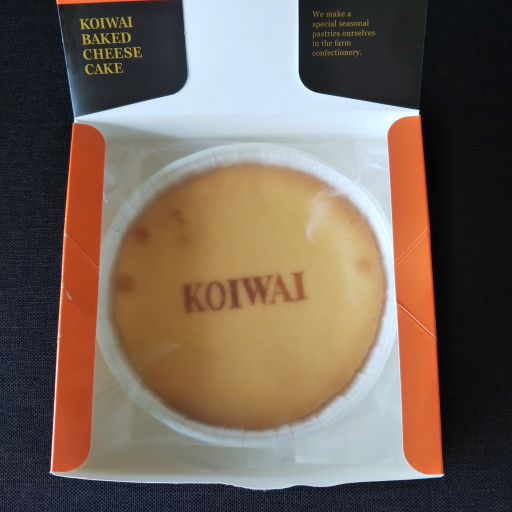 KOIWAI
BAKED
CHEESE
CAKE
We make a
special seasonal
pastries ourselves
in the farm
confectionery.
KOIWAI